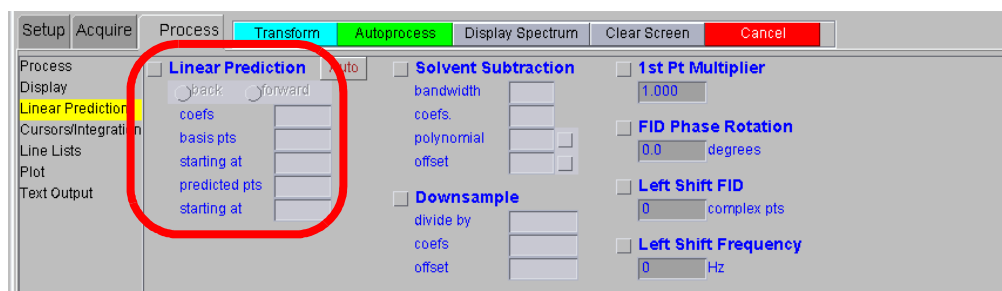 Setup Acquire Process Transform Autoprocess Display Spectrum Clear Screen Cancel
Process
Display
Linear Prediction
Cursors/Integration
Line Lists
Plot
Text Output
Linear Prediction Auto
back forward
coefs
basis pts
starting at
predicted pts
starting at
Solvent Subtraction
bandwidth
coefs.
polynomial
offset
Downsample
divide by
coefs
offset
1st Pt Multiplier
1.000
FID Phase Rotation
0.0 degrees
Left Shift FID
0 complex pts
Left Shift Frequency
0 Hz